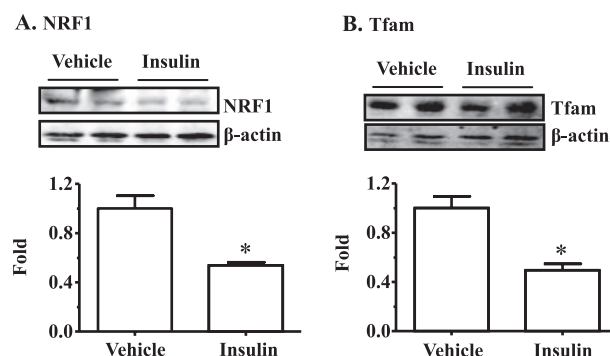 A. NRF1
Vehicle Insulin
NRF1
β-actin
1.2
0.8
0.4
0.0
Fold
*
Vehicle Insulin
B. Tfam
Vehicle Insulin
Tfam
β-actin
1.2
0.8
0.4
0.0
Fold
*
Vehicle Insulin